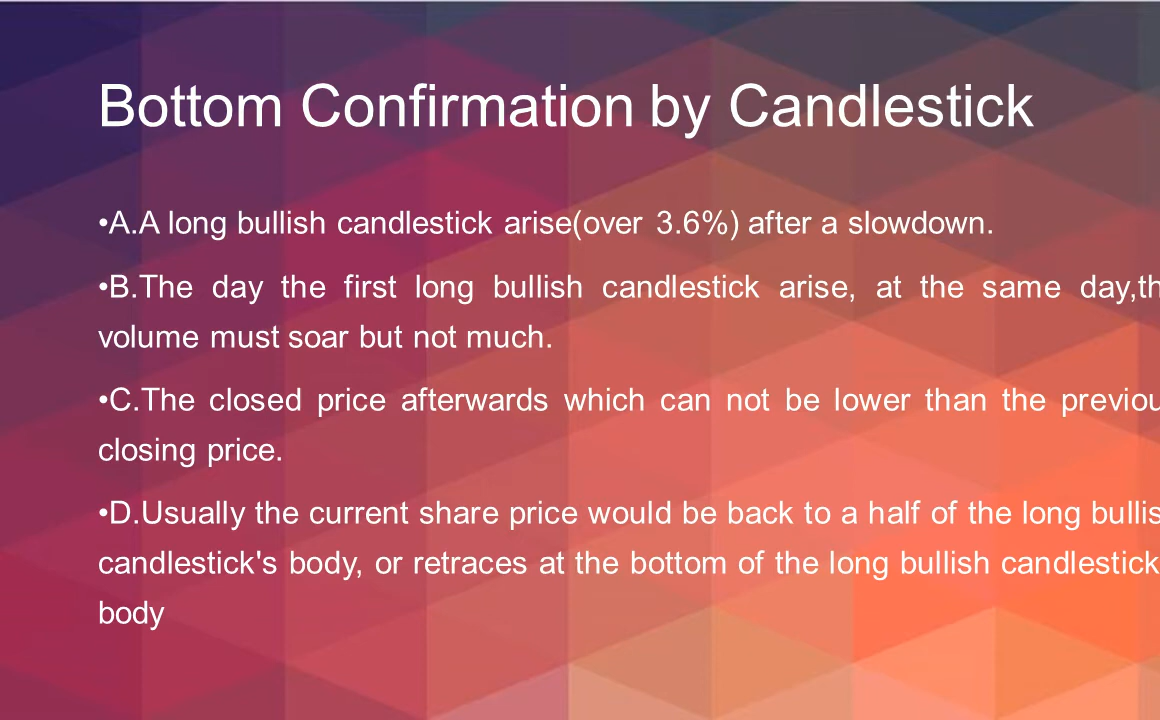 Bottom Confirmation by Candlestick
•A.A long bullish candlestick arise(over 3.6%) after a slowdown.
•B.The day the first long bullish candlestick arise, at the same day,th
volume must soar but not much.
•C.The closed price afterwards which can not be lower than the previou
closing price.
•D.Usually the current share price would be back to a half of the long bullis
candlestick's body, or retraces at the bottom of the long bullish candlestick
body